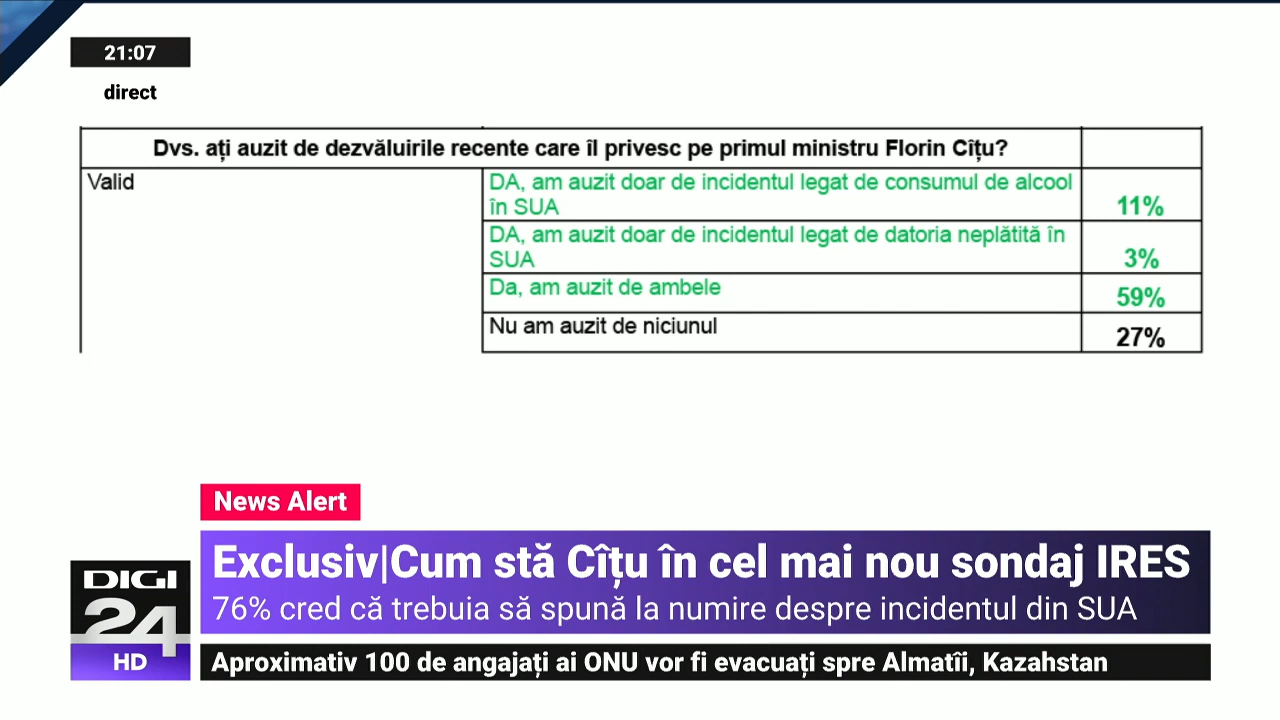 21:07
direct
Dvs. ați auzit de dezvăluirile recente care îl privesc pe primul ministru Florin Cîțu?
Valid
DA, am auzit doar de incidentul legat de consumul de alcool
în SUA
11%
DA, am auzit doar de incidentul legat de datoria neplătită în
SUA
3%
Da, am auzit de ambele
59%
Nu am auzit de niciunul
27%
News Alert
Exclusiv|Cum stă Cîțu în cel mai nou sondaj IRES
76% cred că trebuia să spună la numire despre incidentul din SUA
DIGI
24
HD
Aproximativ 100 de angajați ai ONU vor fi evacuați spre Almatîi, Kazahstan